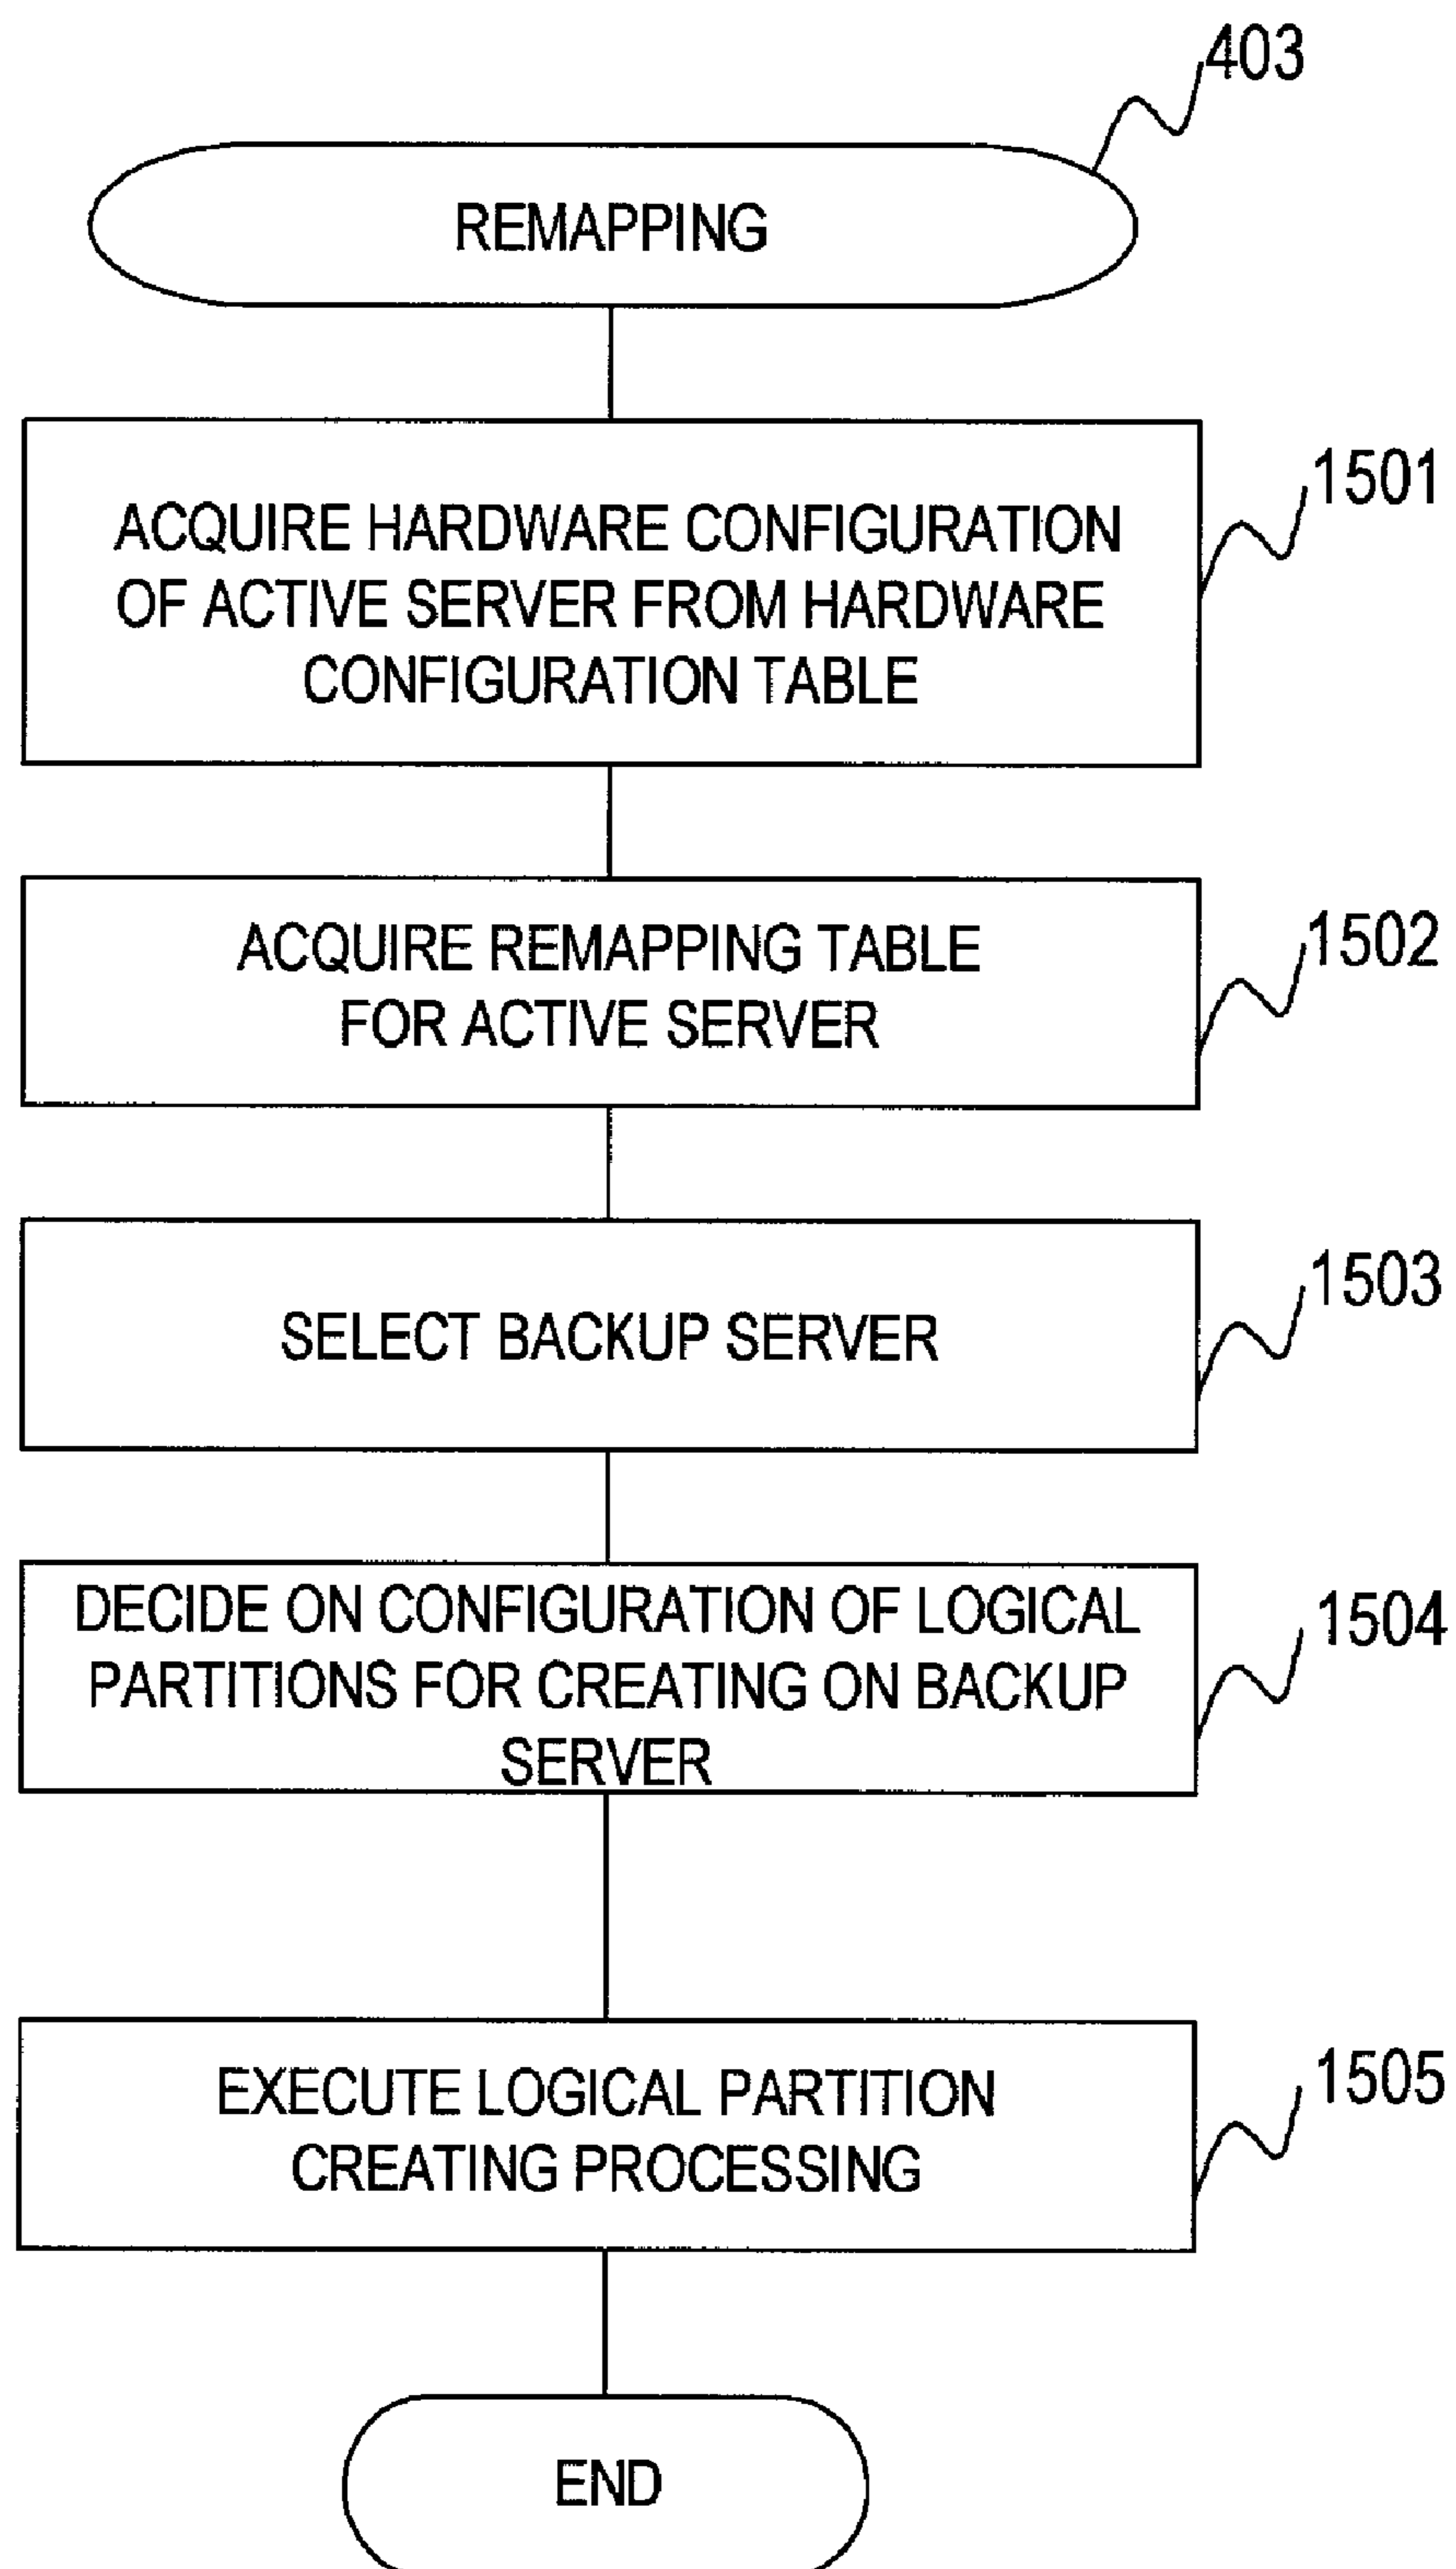 403
REMAPPING
ACQUIRE HARDWARE CONFIGURATION
OF ACTIVE SERVER FROM HARDWARE
CONFIGURATION TABLE
1501
ACQUIRE REMAPPING TABLE
FOR ACTIVE SERVER
1502
SELECT BACKUP SERVER
1503
DECIDE ON CONFIGURATION OF LOGICAL
PARTITIONS FOR CREATING ON BACKUP
SERVER
1504
EXECUTE LOGICAL PARTITION
CREATING PROCESSING
1505
END